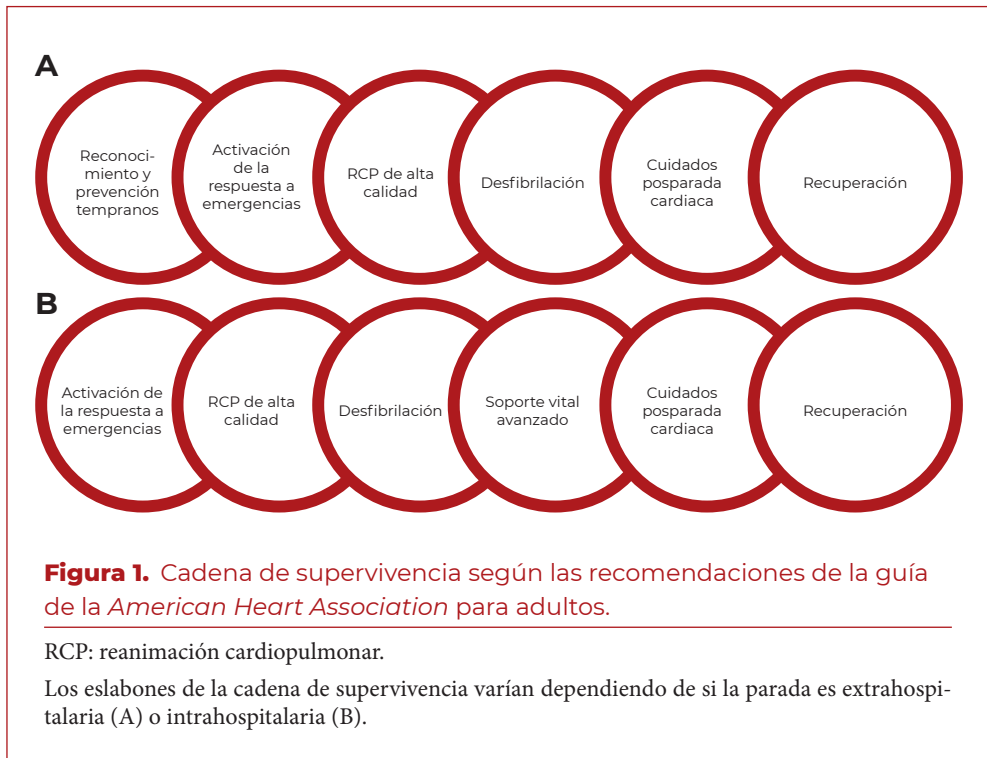 A
Reconoci-
miento y
prevención
tempranos
Activación
de la
respuesta a
emergencias
RCP de alta
calidad
Desfibrilación
Cuidados
posparada
cardiaca
Recuperación
B
Activación de
la respuesta a
emergencias
RCP de alta
calidad
Desfibrilación
Soporte vital
avanzado
Cuidados
posparada
cardiaca
Recuperación
Figura 1. Cadena de supervivencia según las recomendaciones de la guía
de la American Heart Association para adultos.
RCP: reanimación cardiopulmonar.
Los eslabones de la cadena de supervivencia varían dependiendo de si la parada es extrahospi-
talaria (A) o intrahospitalaria (B).